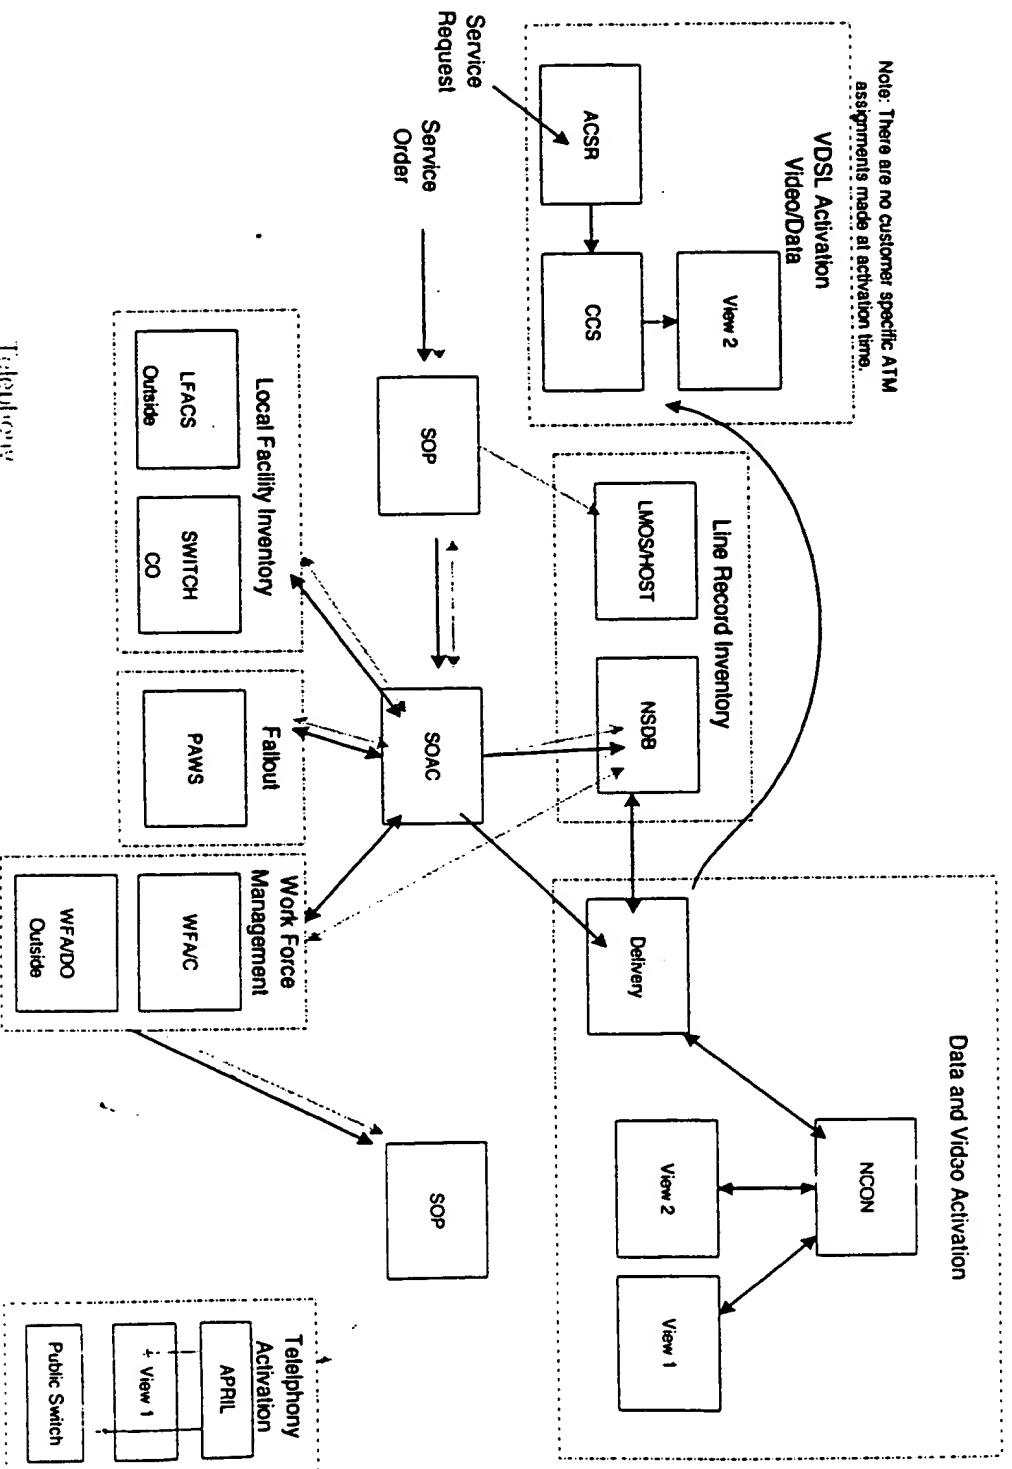 Note: There are no customer specific ATM
assignments made at activation time.
VDSL Activation
Video/Data
View 2
ACSR
CCS
Service
Request
Service
Order
Line Record Inventory
LMOS/HOST
NSDB
Data and Video Activation
NCON
Delivery
View 2
View 1
SOP
SOAC
SOP
Local Facility Inventory
LFACS
Outside
SWITCH
CO
Fallout
PAWS
Work Force
Management
WFA/C
WFA/DO
Outside
Telelphony
Activation
APRIL
View 1
Public Switch
Telephony